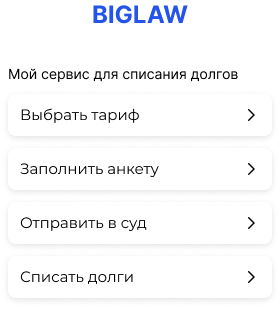 BIGLAW
Мой сервис для списания долгов
Выбрать тариф
Заполнить анкету
Отправить в суд
Списать долги